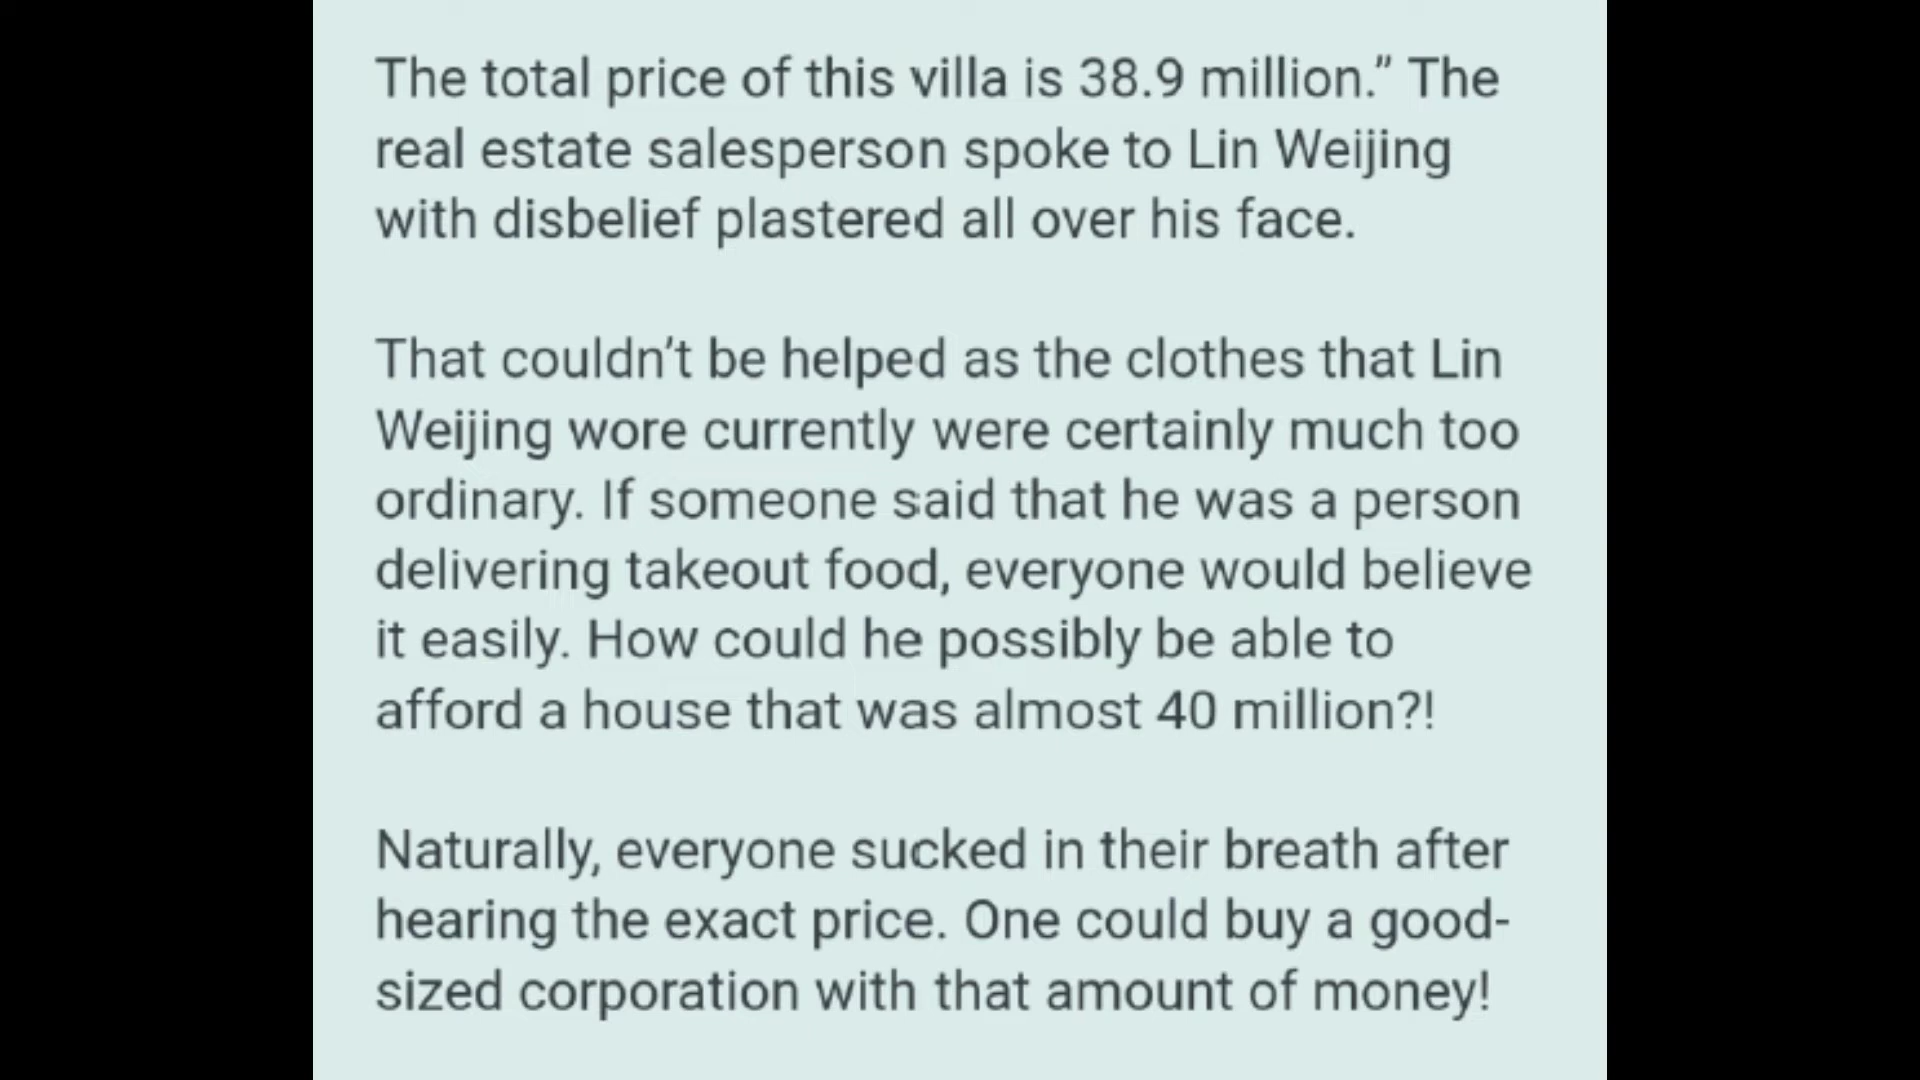 The total price of this villa is 38.9 million.” The
real estate salesperson spoke to Lin Weijing
with disbelief plastered all over his face.
That couldn’t be helped as the clothes that Lin
Weijing wore currently were certainly much too
ordinary. If someone said that he was a person
delivering takeout food, everyone would believe
it easily. How could he possibly be able to
afford a house that was almost 40 million?!
Naturally, everyone sucked in their breath after
hearing the exact price. One could buy a good-
sized corporation with that amount of money!